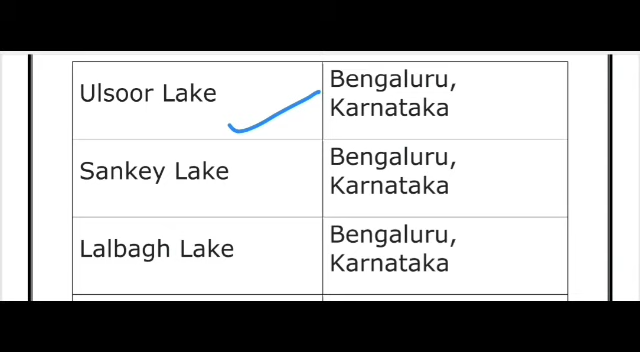 Ulsoor Lake
Bengaluru,
Karnataka
Sankey Lake
Bengaluru,
Karnataka
Lalbagh Lake
Bengaluru,
Karnataka